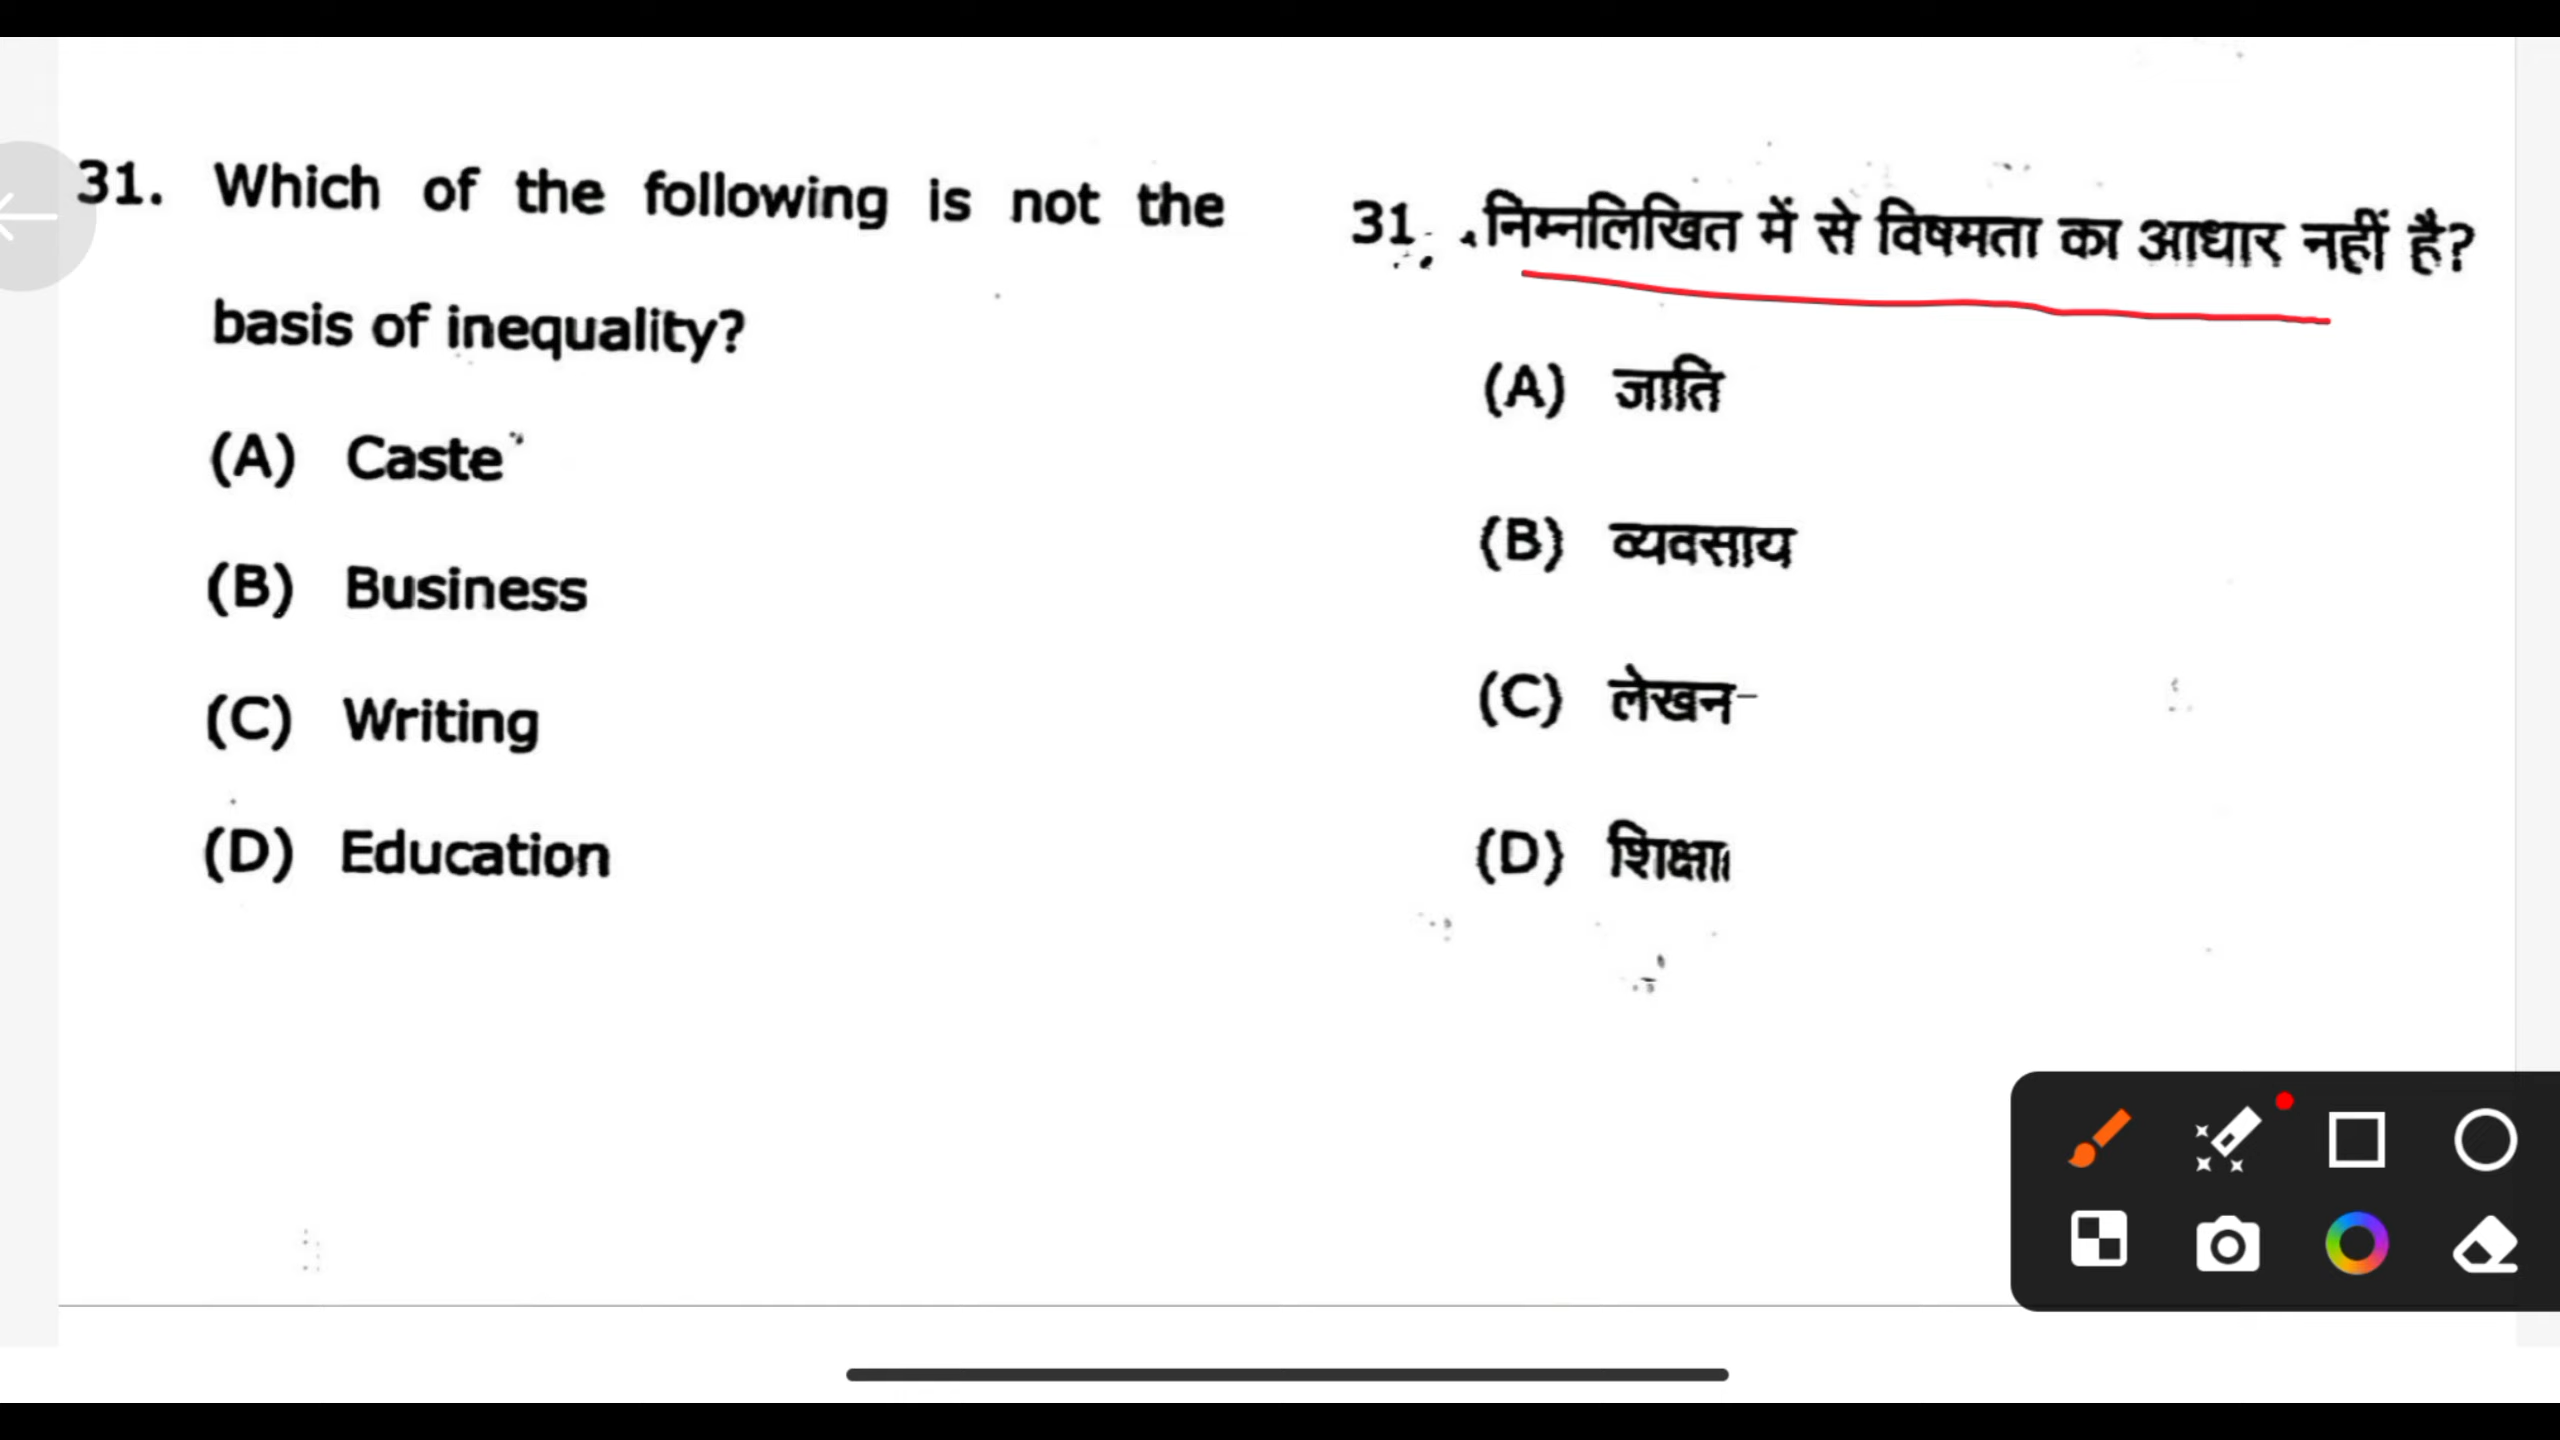 31. Which of the following is not the
basis of inequality?
(A) Caste
(B) Business
(C) Writing
(D) Education
31. निम्नलिखित में से विषमता का आधार नहीं है?
(A) जाति
(B) व्यवसाय
(C) लेखन
(D) शिक्षा